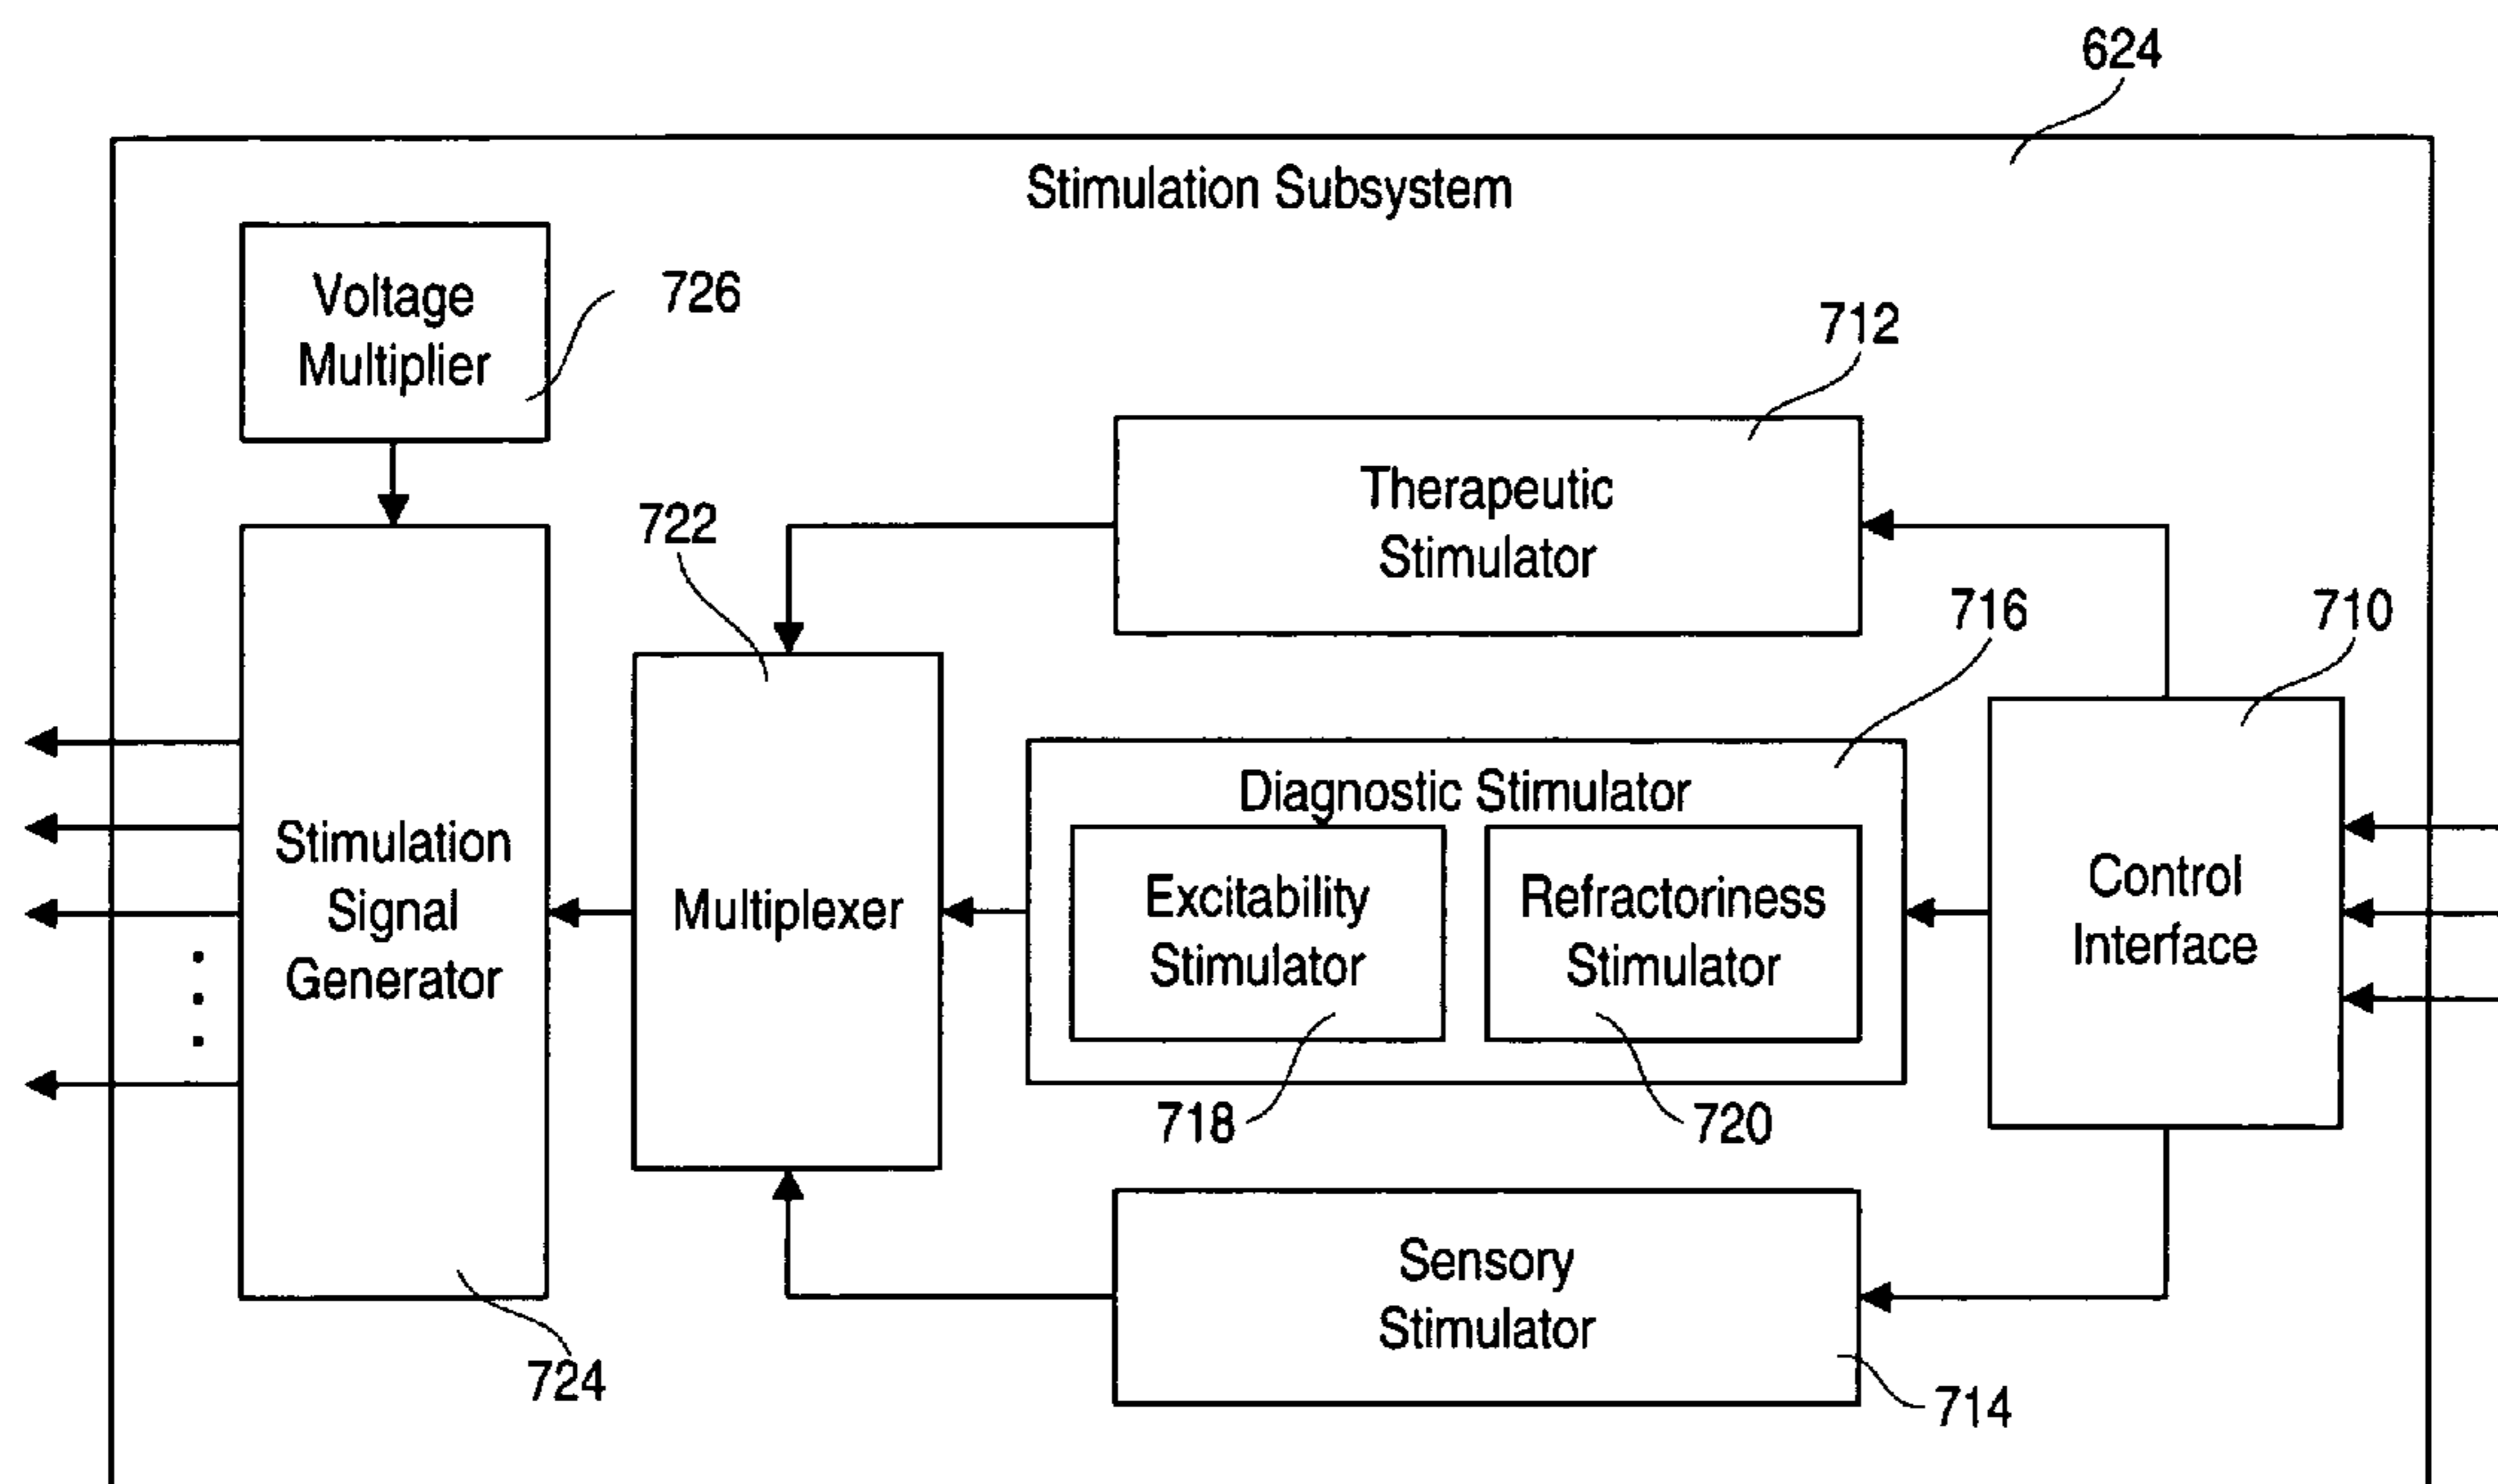 624
Stimulation Subsystem
Voltage
Multiplier
726
712
Therapeutic
Stimulator
722
716
710
Diagnostic Stimulator
Excitability
Stimulator
Refractoriness
Stimulator
Control
Interface
Stimulation
Signal
Generator
Multiplexer
718
720
Sensory
Stimulator
724
714